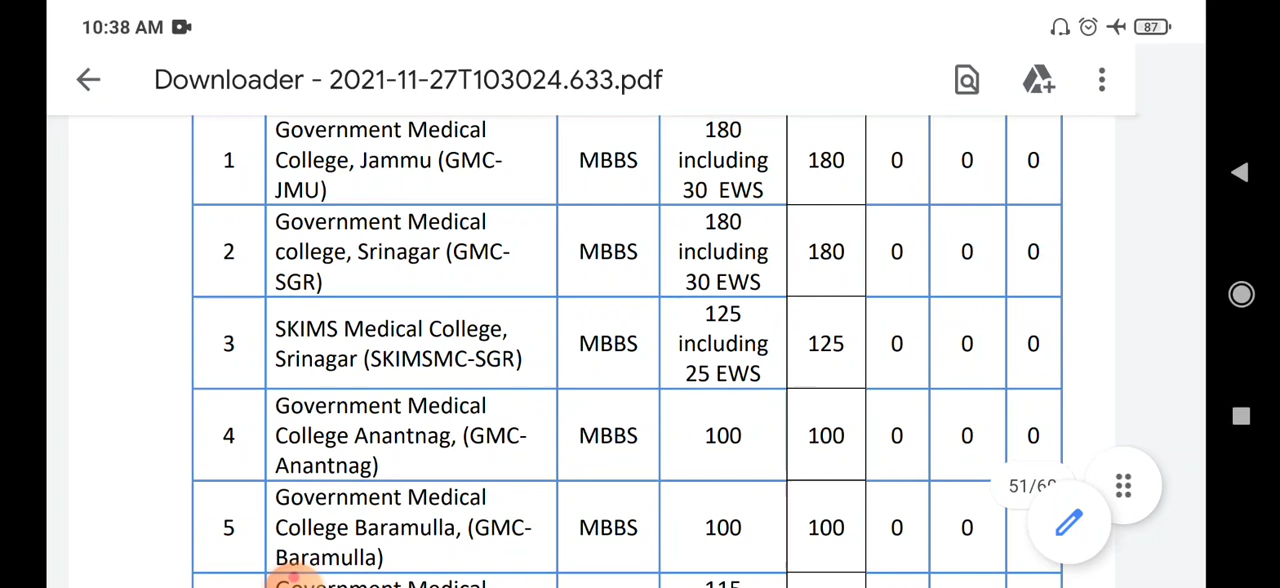 10:38 AM
87
Downloader - 2021-11-27T103024.633.pdf
Government Medical
College, Jammu (GMC-
JMU)
1
MBBS
180
including
30 EWS
180
0
0
0
Government Medical
college, Srinagar (GMC-
SGR)
2
MBBS
180
including
30 EWS
180
0
0
0
SKIMS Medical College,
Srinagar (SKIMSMC-SGR)
3
MBBS
125
including
25 EWS
125
0
0
0
Government Medical
College Anantnag, (GMC-
Anantnag)
4
MBBS
100
100
0
0
0
51/
Government Medical
College Baramulla, (GMC-
Baramulla)
5
MBBS
100
100
0
0
Government Medical
115